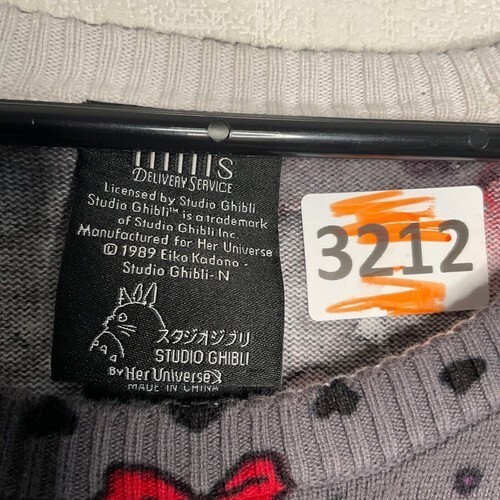 DELIVERY SERVICE
Licensed by Studio Ghibli
Studio Ghibli™ is a trademark
of Studio Ghibli Inc.
Manufactured for Her Universe
© 1989 Eiko Kadono -
Studio Ghibli-N
スタジオジブリ
STUDIO GHIBLI
BY Her Universe
MADE IN CHINA
3212